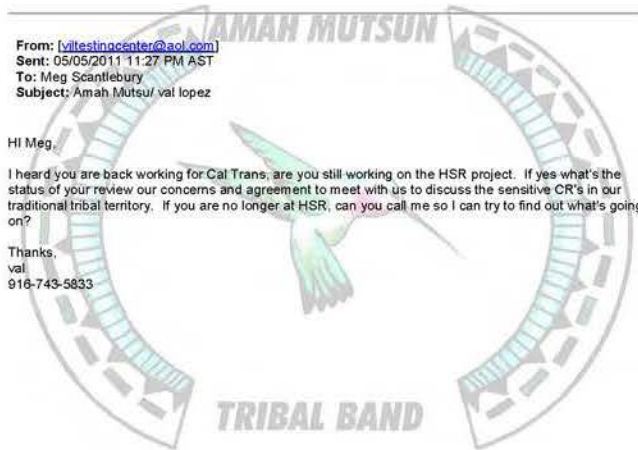 AMAH MUTSUN
From: [viltestingcenter@aol.com]
Sent: 05/05/2011 11:27 PM AST
To: Meg Scantlebury
Subject: Amah Mutsu/ val lopez
HI Meg,
I heard you are back working for Cal Trans, are you still working on the HSR project. If yes what's the
status of your review our concerns and agreement to meet with us to discuss the sensitive CR's in our
traditional tribal territory. If you are no longer at HSR, can you call me so I can try to find out what's going
on?
Thanks,
val
916-743-5833
TRIBAL BAND